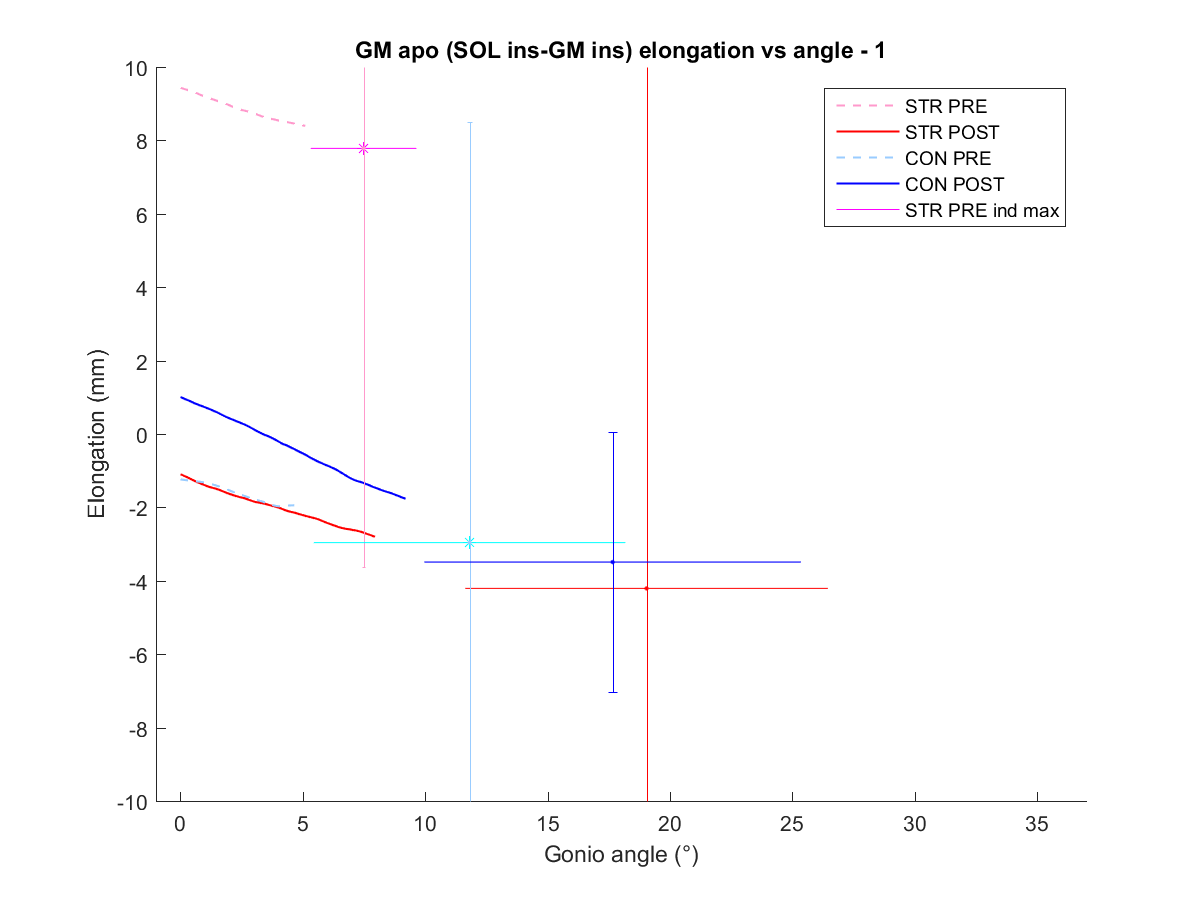 GM apo (SOL ins-GM ins) elongation vs angle - 1
10
8
6
4
2
0
-2
-4
-6
-8
-10
Elongation (mm)
0 5 10 15 20 25 30 35
Gonio angle (°)
STR PRE
STR POST
CON PRE
CON POST
STR PRE ind max